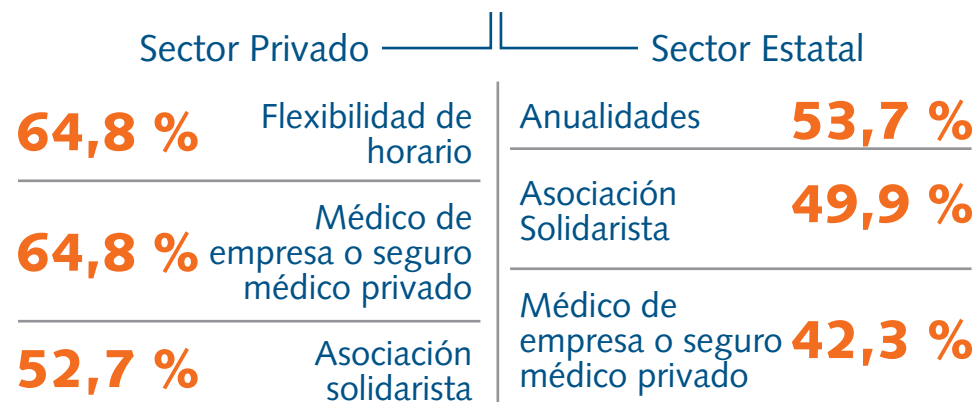 Sector Privado
64,8 %
Flexibilidad de
horario
64,8 %
Médico de
empresa o seguro
médico privado
52,7 %
Asociación
solidarista
Sector Estatal
Anualidades
53,7 %
Asociación
Solidarista
49,9 %
Médico de
empresa o seguro
médico privado
42,3 %